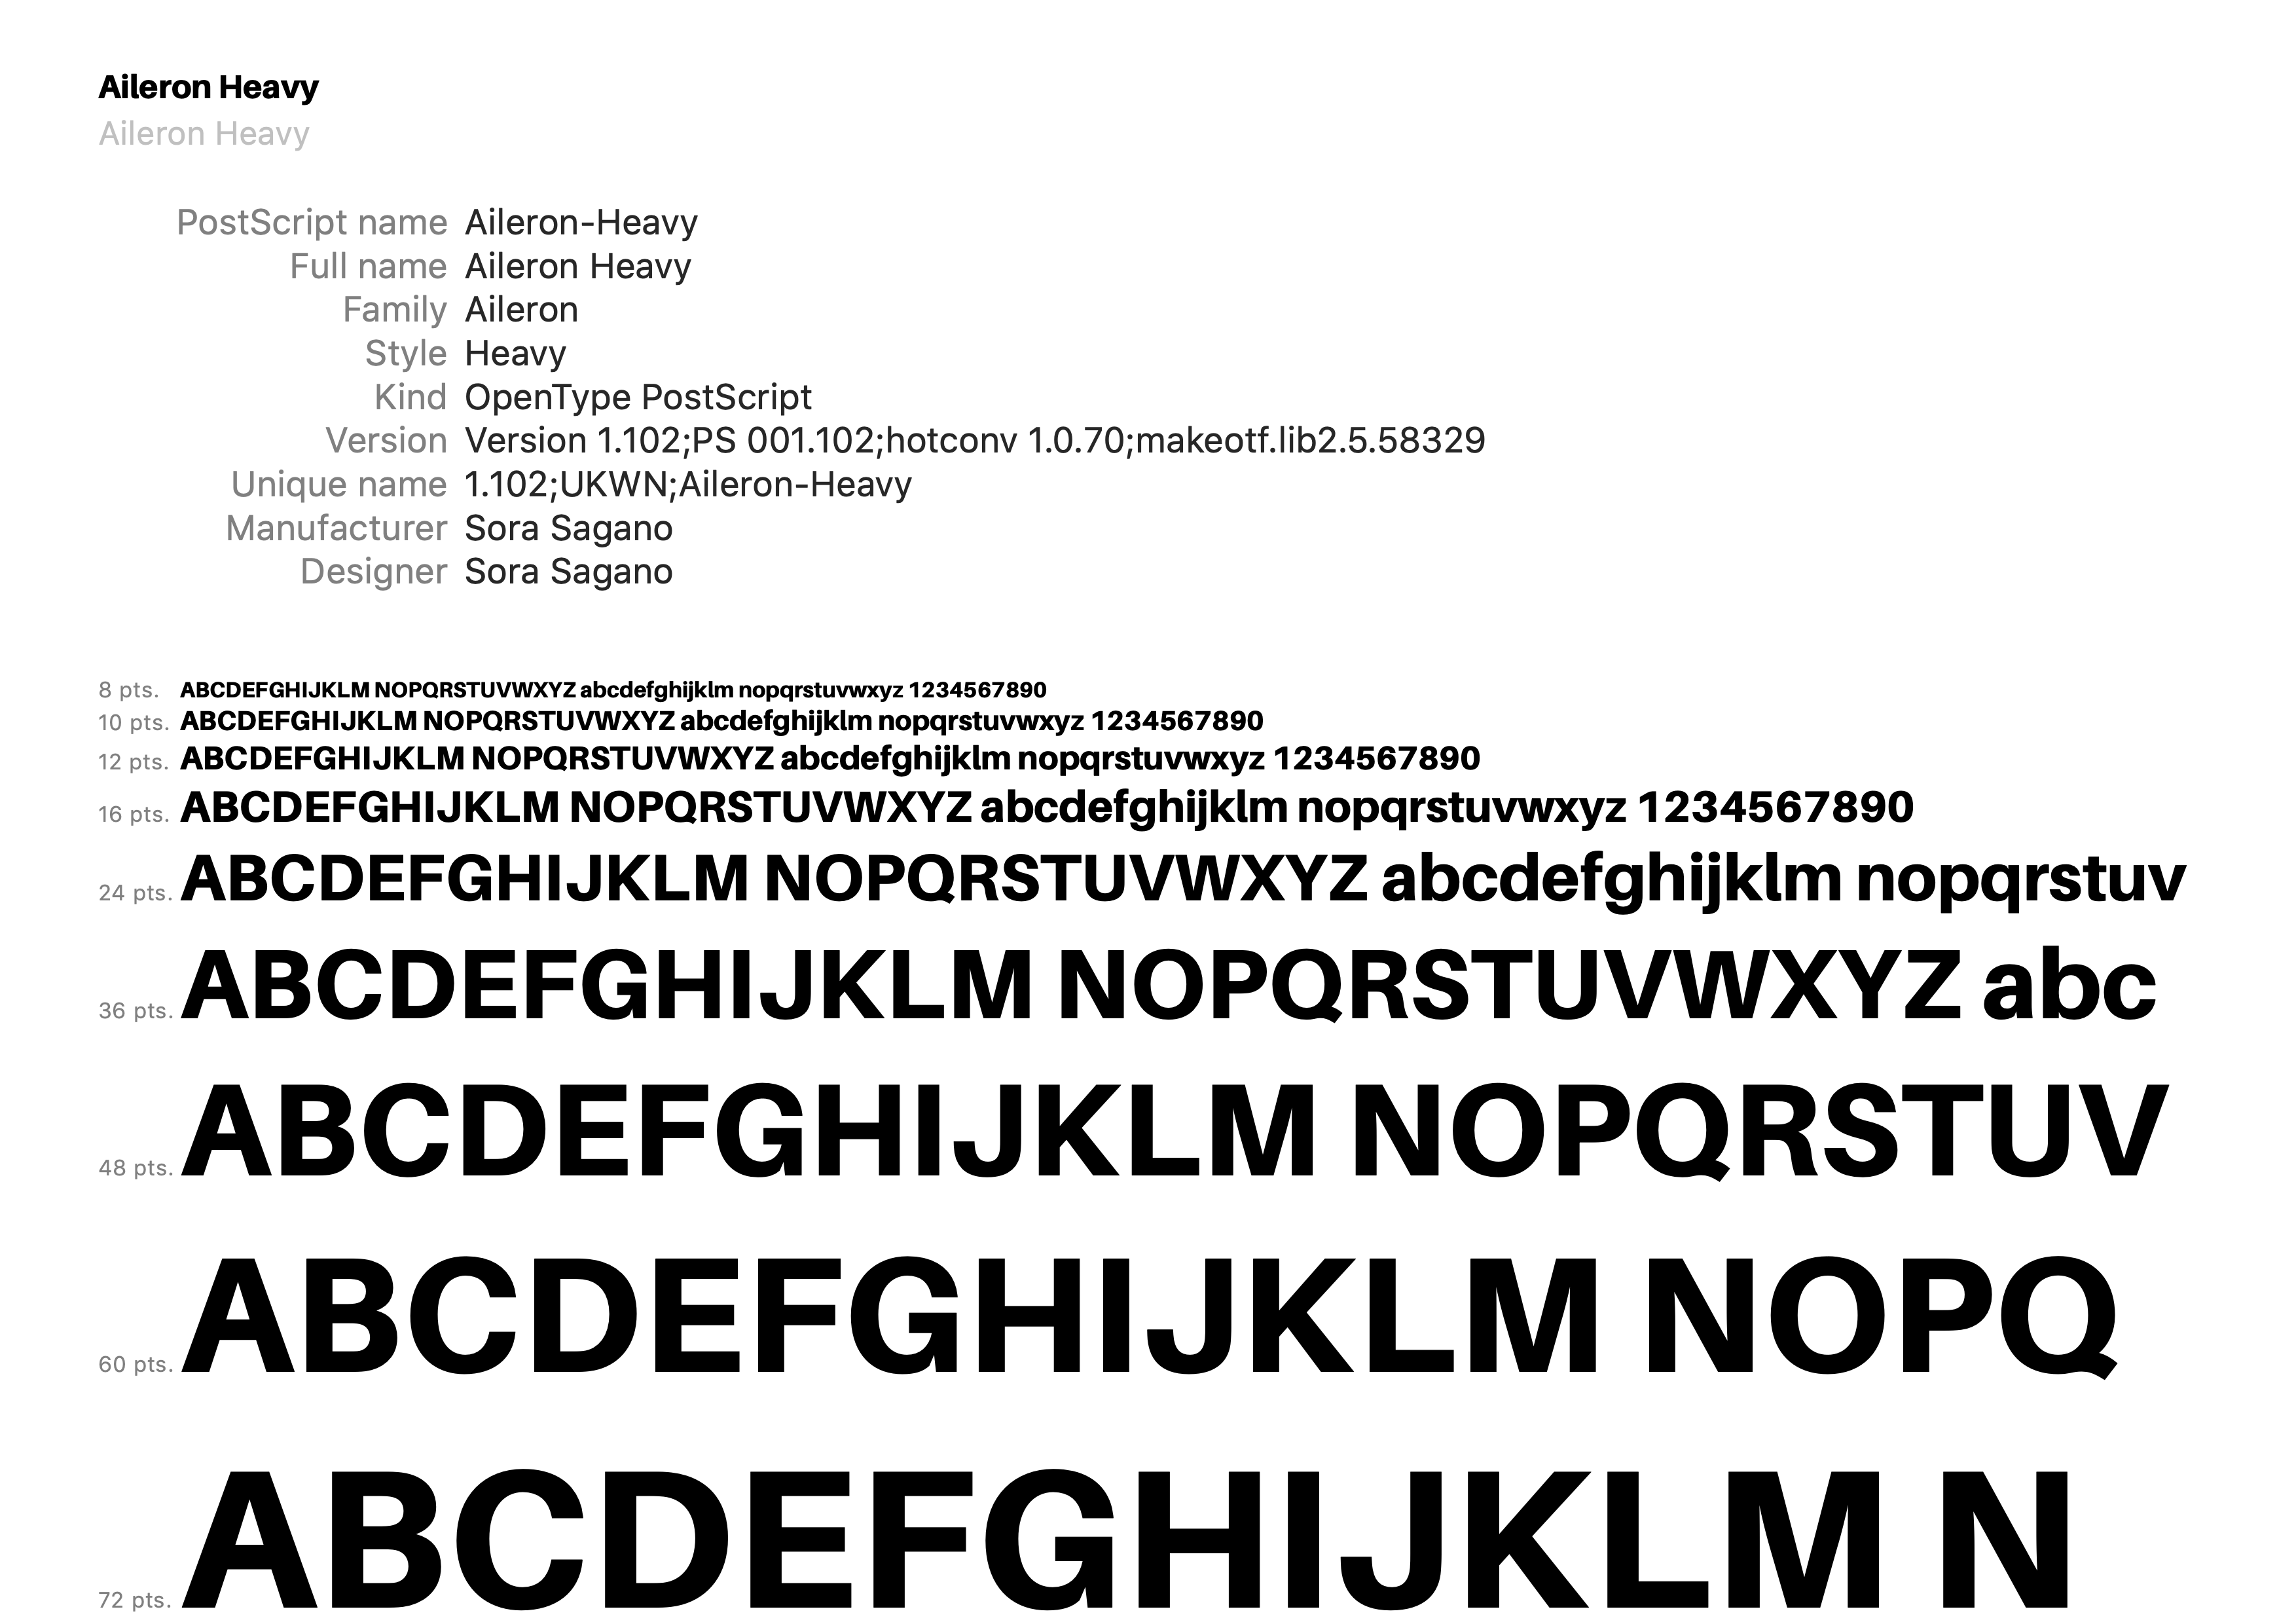 Aileron Heavy
Aileron Heavy
PostScript name Aileron-Heavy
Full name Aileron Heavy
Family Aileron
Style Heavy
Kind OpenType PostScript
Version Version 1.102;PS 001.102;hotconv 1.0.70;makeotf.lib2.5.58329
Unique name 1.102;UKWN;Aileron-Heavy
Manufacturer Sora Sagano
Designer Sora Sagano
8 pts. ABCDEFGHIJKLM NOPQRSTUVWXYZ abcdefghijklm nopqrstuvwxyz 1234567890
10 pts. ABCDEFGHIJKLM NOPQRSTUVWXYZ abcdefghijklm nopqrstuvwxyz 1234567890
12 pts. ABCDEFGHIJKLM NOPQRSTUVWXYZ abcdefghijklm nopqrstuvwxyz 1234567890
16 pts. ABCDEFGHIJKLM NOPQRSTUVWXYZ abcdefghijklm nopqrstuvwxyz 1234567890
24 pts. ABCDEFGHIJKLM NOPQRSTUVWXYZ abcdefghijklm nopqrstuv
36 pts. ABCDEFGHIJKLM NOPQRSTUVWXYZ abc
48 pts. ABCDEFGHIJKLM NOPQRSTUV
60 pts. ABCDEFGHIJKLM NOPQ
72 pts. ABCDEFGHIJKLM N